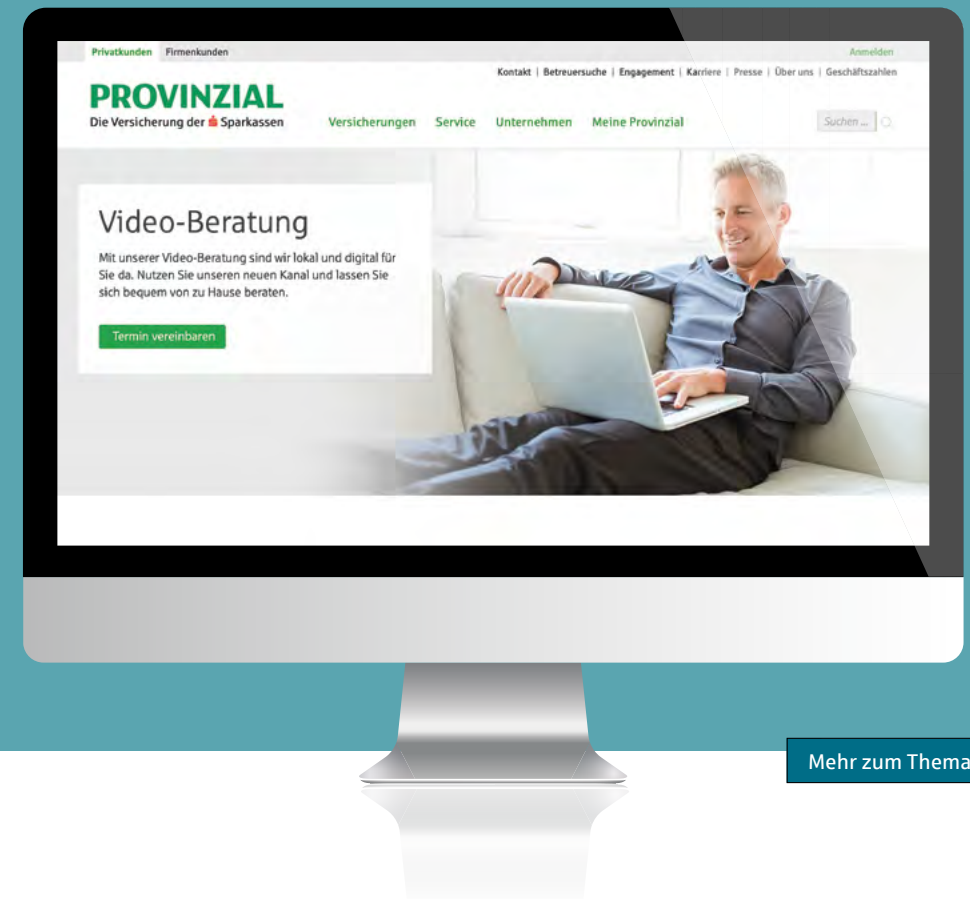 Privatkunden Firmenkunden Anmelden
Kontakt | Betreuersuche | Engagement | Karriere | Presse | Über uns | Geschäftszahlen
PROVINZIAL
Die Versicherung der Sparkassen
Versicherungen Service Unternehmen Meine Provinzial Suchen ...
Video-Beratung
Mit unserer Video-Beratung sind wir lokal und digital für
Sie da. Nutzen Sie unseren neuen Kanal und lassen Sie
sich bequem von zu Hause beraten.
Termin vereinbaren
Mehr zum Thema